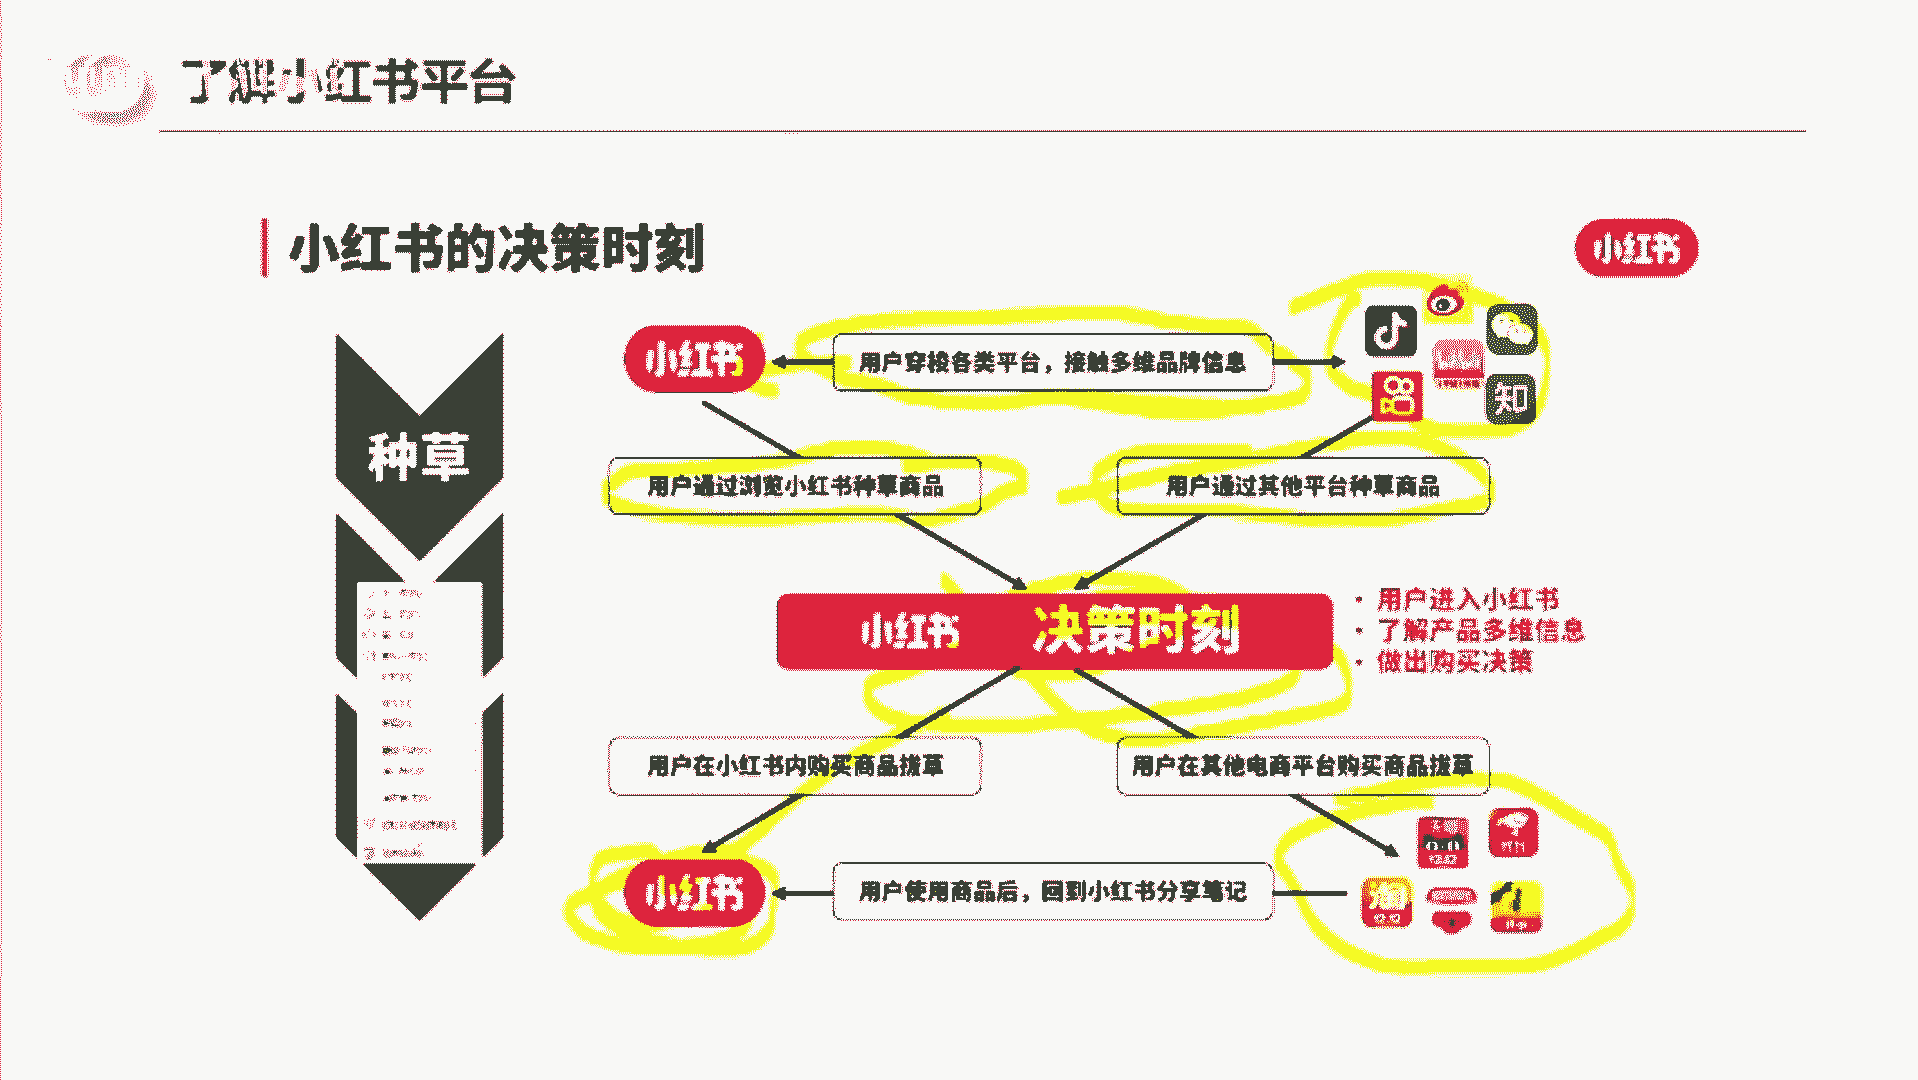 了解小红书平台
小红书的决策时刻
小红书
小红书
用户穿梭各类平台，接触多维品牌信息
知
种草
用户通过浏览小红书种草商品
用户通过其他平台种草商品
小红书 决策时刻
• 用户进入小红书
• 了解产品多维信息
• 做出购买决策
用户在小红书内购买商品拔草
用户在其他电商平台购买商品拔草
小红书
用户使用商品后，回到小红书分享笔记
淘